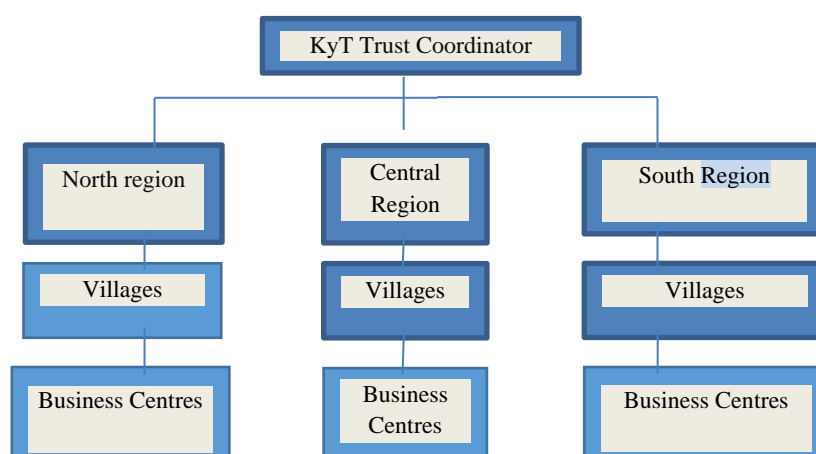 KyT Trust Coordinator
North region
Central
Region
South Region
Villages
Villages
Villages
Business Centres
Business
Centres
Business Centres